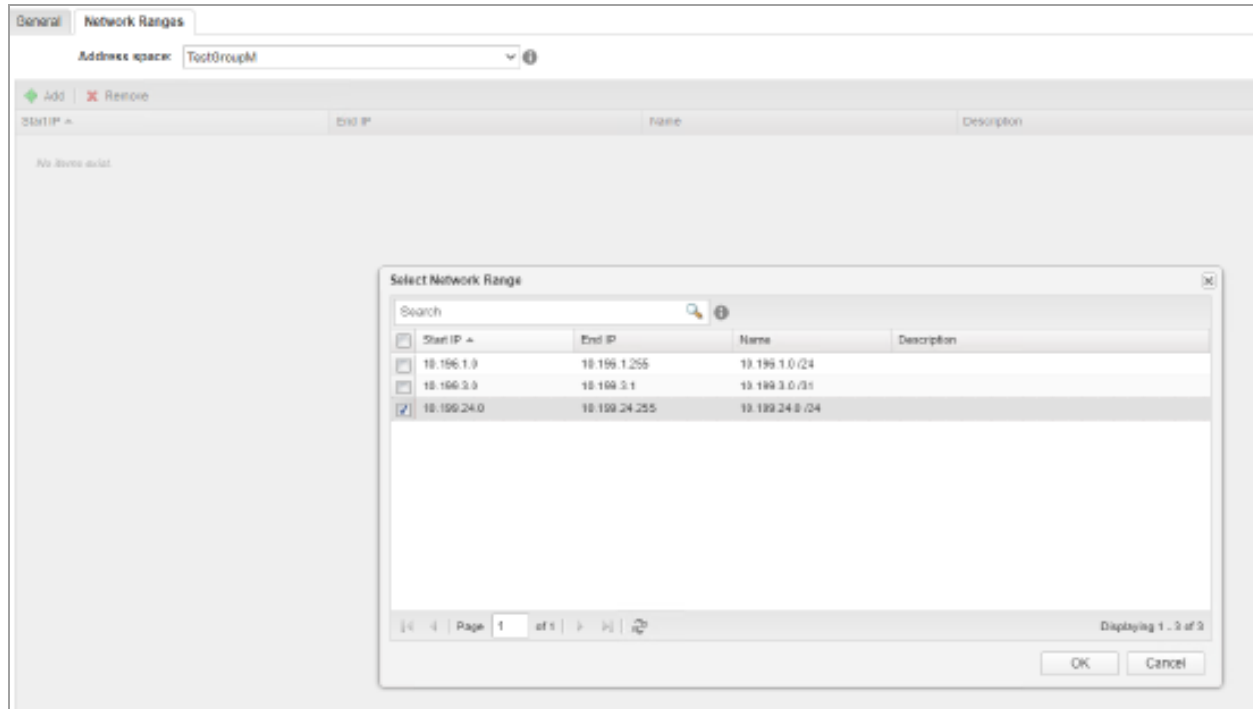 General Network Ranges
Address space: TestGroupM
Add Remove
Start IP End IP Name Description
No items exist
Select Network Range
Search
Start IP End IP Name Description
10.196.1.0 10.196.1.255 10.196.1.0 /24
10.199.3.0 10.199.3.1 10.199.3.0 /31
10.199.24.0 10.199.24.255 10.199.24.0 /24
Page 1 of 1 Displaying 1 - 3 of 3
OK Cancel